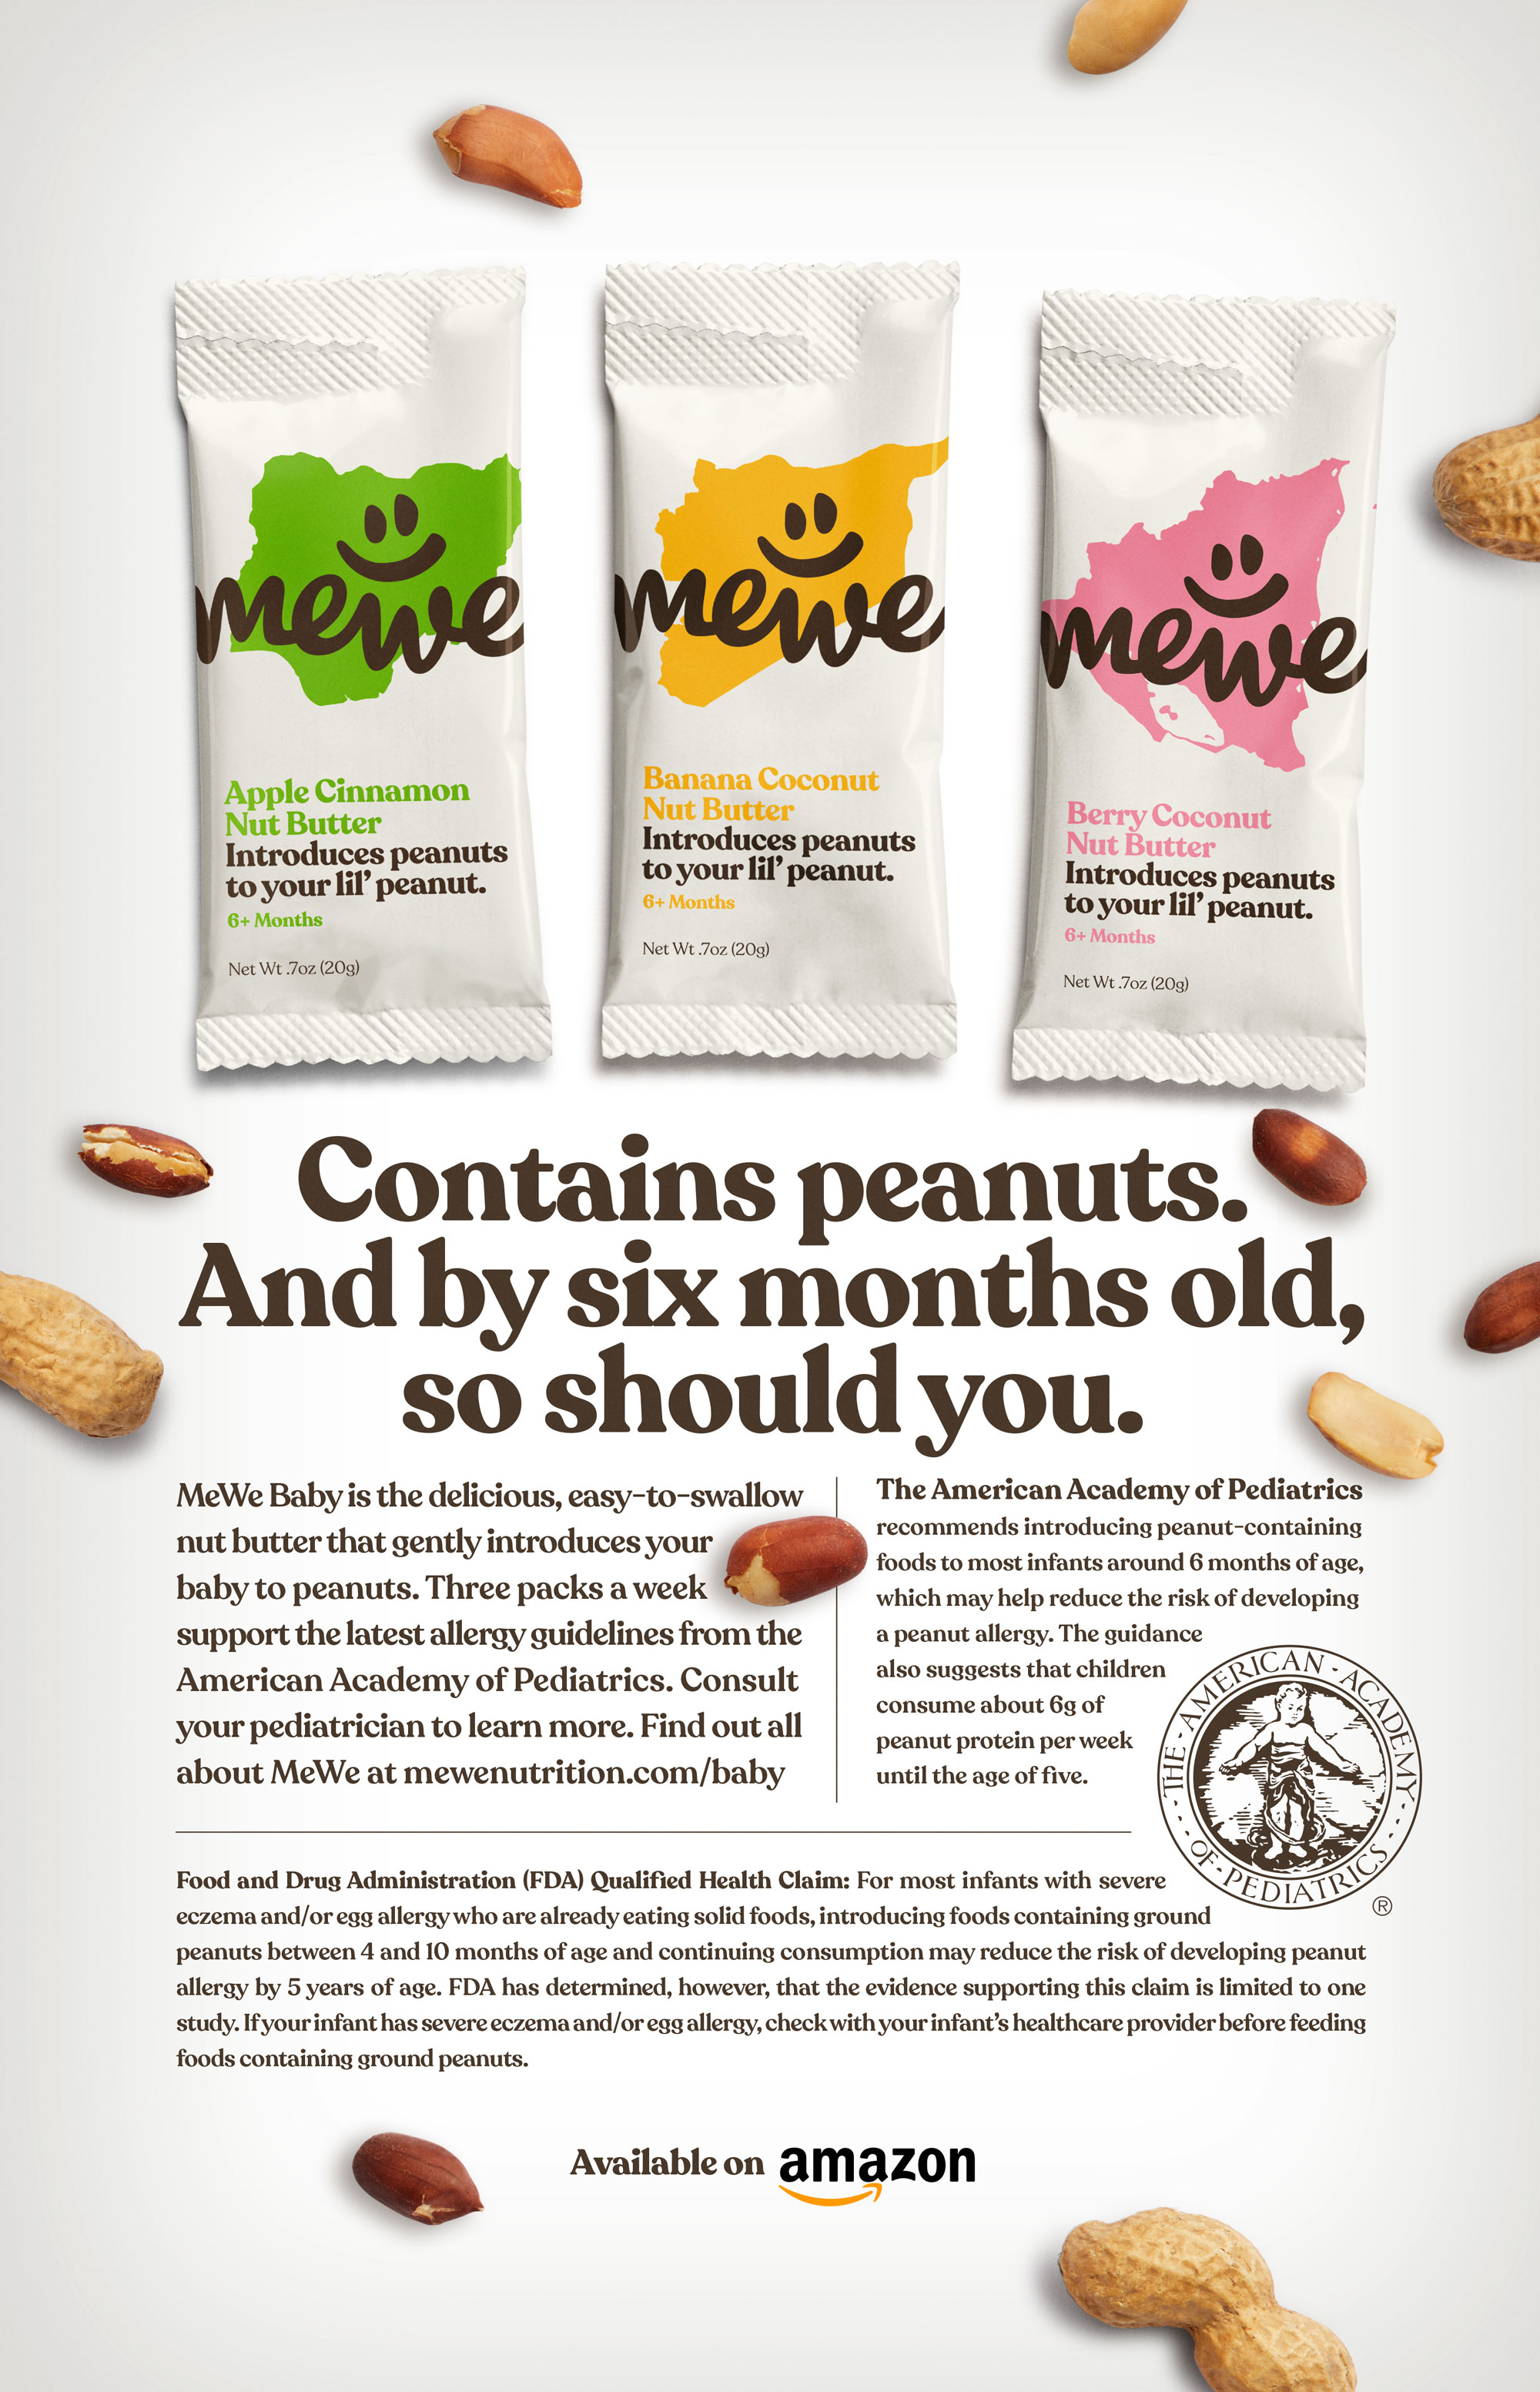 mewe
Apple Cinnamon
Nut Butter
Introduces peanuts
to your lil’ peanut.
6+ Months
Net Wt .7oz (20g)
mewe
Banana Coconut
Nut Butter
Introduces peanuts
to your lil’ peanut.
6+ Months
Net Wt .7oz (20g)
mewe
Berry Coconut
Nut Butter
Introduces peanuts
to your lil’ peanut.
6+ Months
Net Wt .7oz (20g)
Contains peanuts.
And by six months old,
so should you.
MeWe Baby is the delicious, easy-to-swallow
nut butter that gently introduces your
baby to peanuts. Three packs a week
support the latest allergy guidelines from the
American Academy of Pediatrics. Consult
your pediatrician to learn more. Find out all
about MeWe at mewenutrition.com/baby
The American Academy of Pediatrics
recommends introducing peanut-containing
foods to most infants around 6 months of age,
which may help reduce the risk of developing
a peanut allergy. The guidance
also suggests that children
consume about 6g of
peanut protein per week
until the age of five.
THE · AMERICAN · ACADEMY · OF · PEDIATRICS
®
Food and Drug Administration (FDA) Qualified Health Claim: For most infants with severe
eczema and/or egg allergy who are already eating solid foods, introducing foods containing ground
peanuts between 4 and 10 months of age and continuing consumption may reduce the risk of developing peanut
allergy by 5 years of age. FDA has determined, however, that the evidence supporting this claim is limited to one
study. If your infant has severe eczema and/or egg allergy, check with your infant’s healthcare provider before feeding
foods containing ground peanuts.
Available on amazon